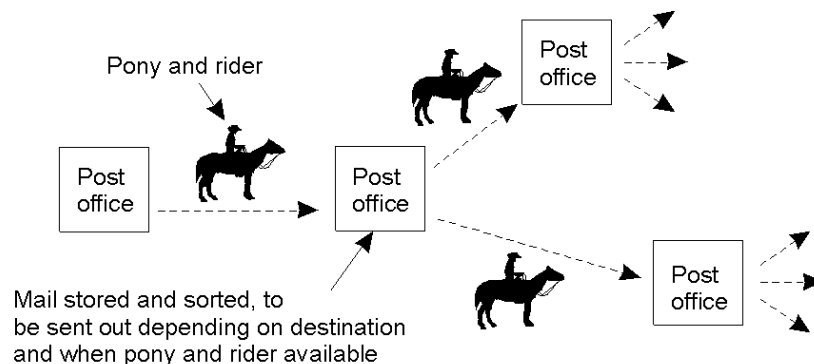 Post
office
Pony and rider
Post
office
Post
office
Post
office
Mail stored and sorted, to
be sent out depending on destination
and when pony and rider available